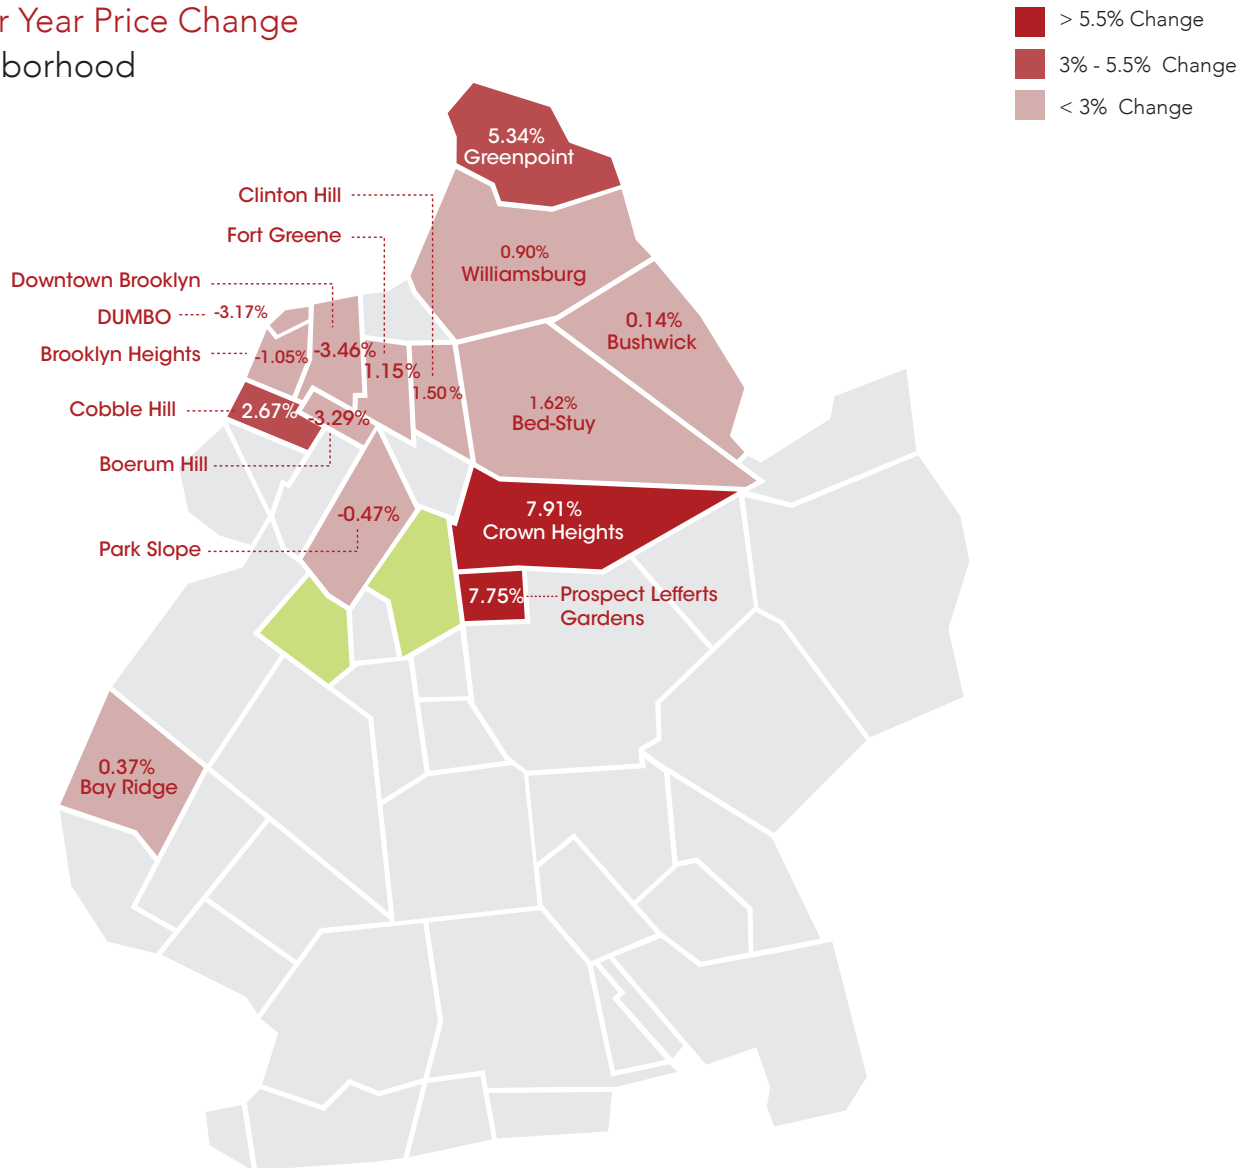 r Year Price Change
borhood
> 5.5% Change
3% - 5.5% Change
< 3% Change
5.34%
Greenpoint
Clinton Hill
Fort Greene
0.90%
Williamsburg
Downtown Brooklyn
DUMBO
-3.17%
0.14%
Bushwick
Brooklyn Heights
-1.05%
-3.46%
1.15%
1.50%
Cobble Hill
2.67%
-3.29%
1.62%
Bed-Stuy
Boerum Hill
-0.47%
7.91%
Crown Heights
Park Slope
7.75%
Prospect Lefferts
Gardens
0.37%
Bay Ridge